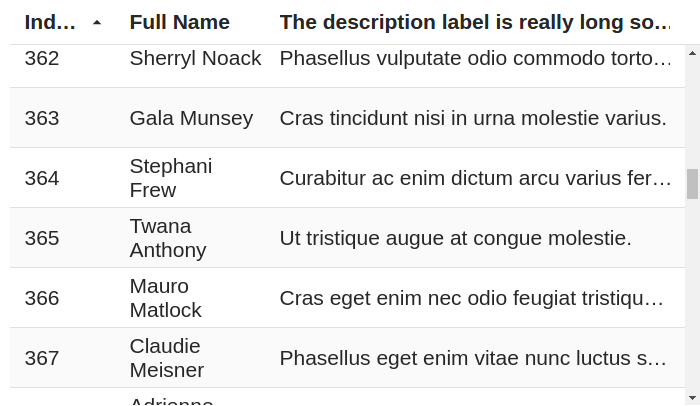 Ind… Full Name The description label is really long so…
362 Sherryl Noack Phasellus vulputate odio commodo torto…
363 Gala Munsey Cras tincidunt nisi in urna molestie varius.
364 Stephani Frew Curabitur ac enim dictum arcu varius fer…
365 Twana Anthony Ut tristique augue at congue molestie.
366 Mauro Matlock Cras eget enim nec odio feugiat tristiqu…
367 Claudie Meisner Phasellus eget enim vitae nunc luctus s…
Adrienne